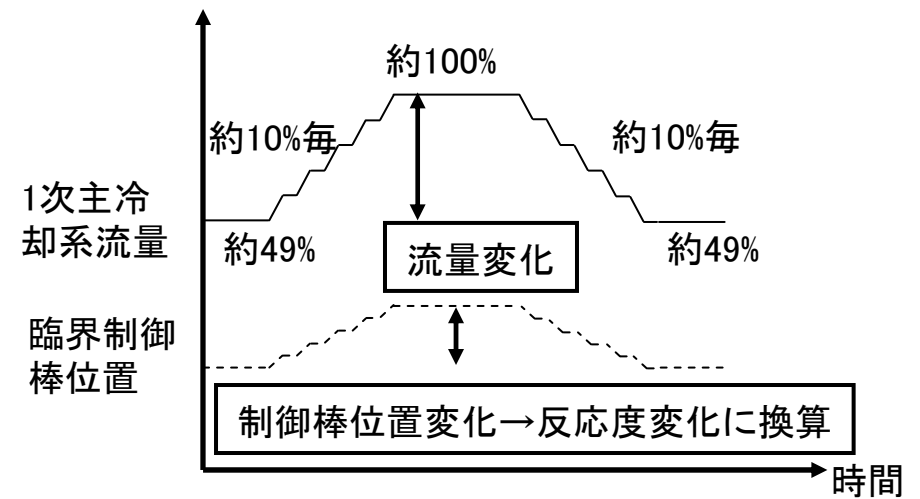 約100%
約10%毎
約10%毎
1次主冷
却系流量
約49%
流量変化
約49%
臨界制御
棒位置
制御棒位置変化→反応度変化に換算
時間